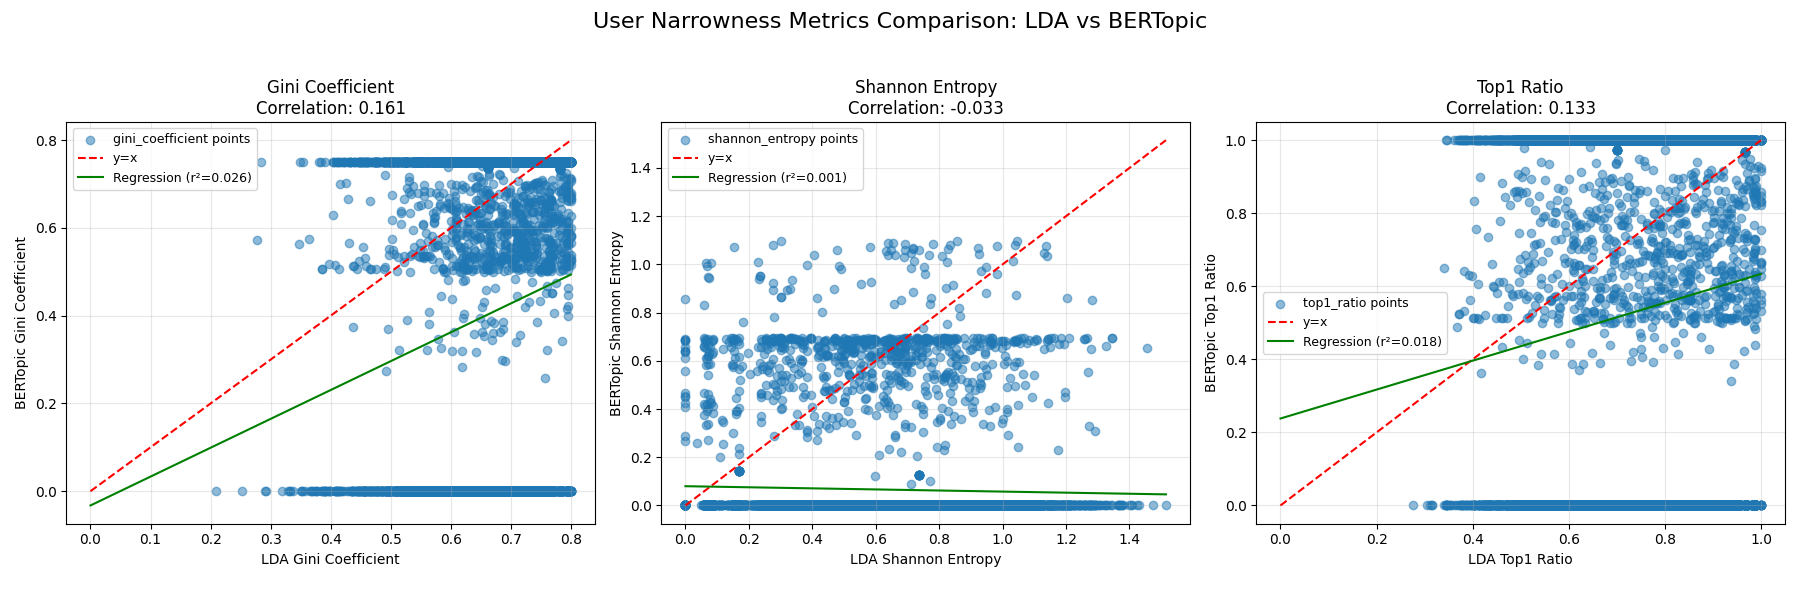 User Narrowness Metrics Comparison: LDA vs BERTopic
Gini Coefficient
Correlation: 0.161
gini_coefficient points
y=x
Regression (r²=0.026)
BERTopic Gini Coefficient
0.8
0.6
0.4
0.2
0.0
0.0 0.1 0.2 0.3 0.4 0.5 0.6 0.7 0.8
LDA Gini Coefficient
Shannon Entropy
Correlation: -0.033
shannon_entropy points
y=x
Regression (r²=0.001)
BERTopic Shannon Entropy
1.4
1.2
1.0
0.8
0.6
0.4
0.2
0.0
0.0 0.2 0.4 0.6 0.8 1.0 1.2 1.4
LDA Shannon Entropy
Top1 Ratio
Correlation: 0.133
top1_ratio points
y=x
Regression (r²=0.018)
BERTopic Top1 Ratio
1.0
0.8
0.6
0.4
0.2
0.0
0.0 0.2 0.4 0.6 0.8 1.0
LDA Top1 Ratio